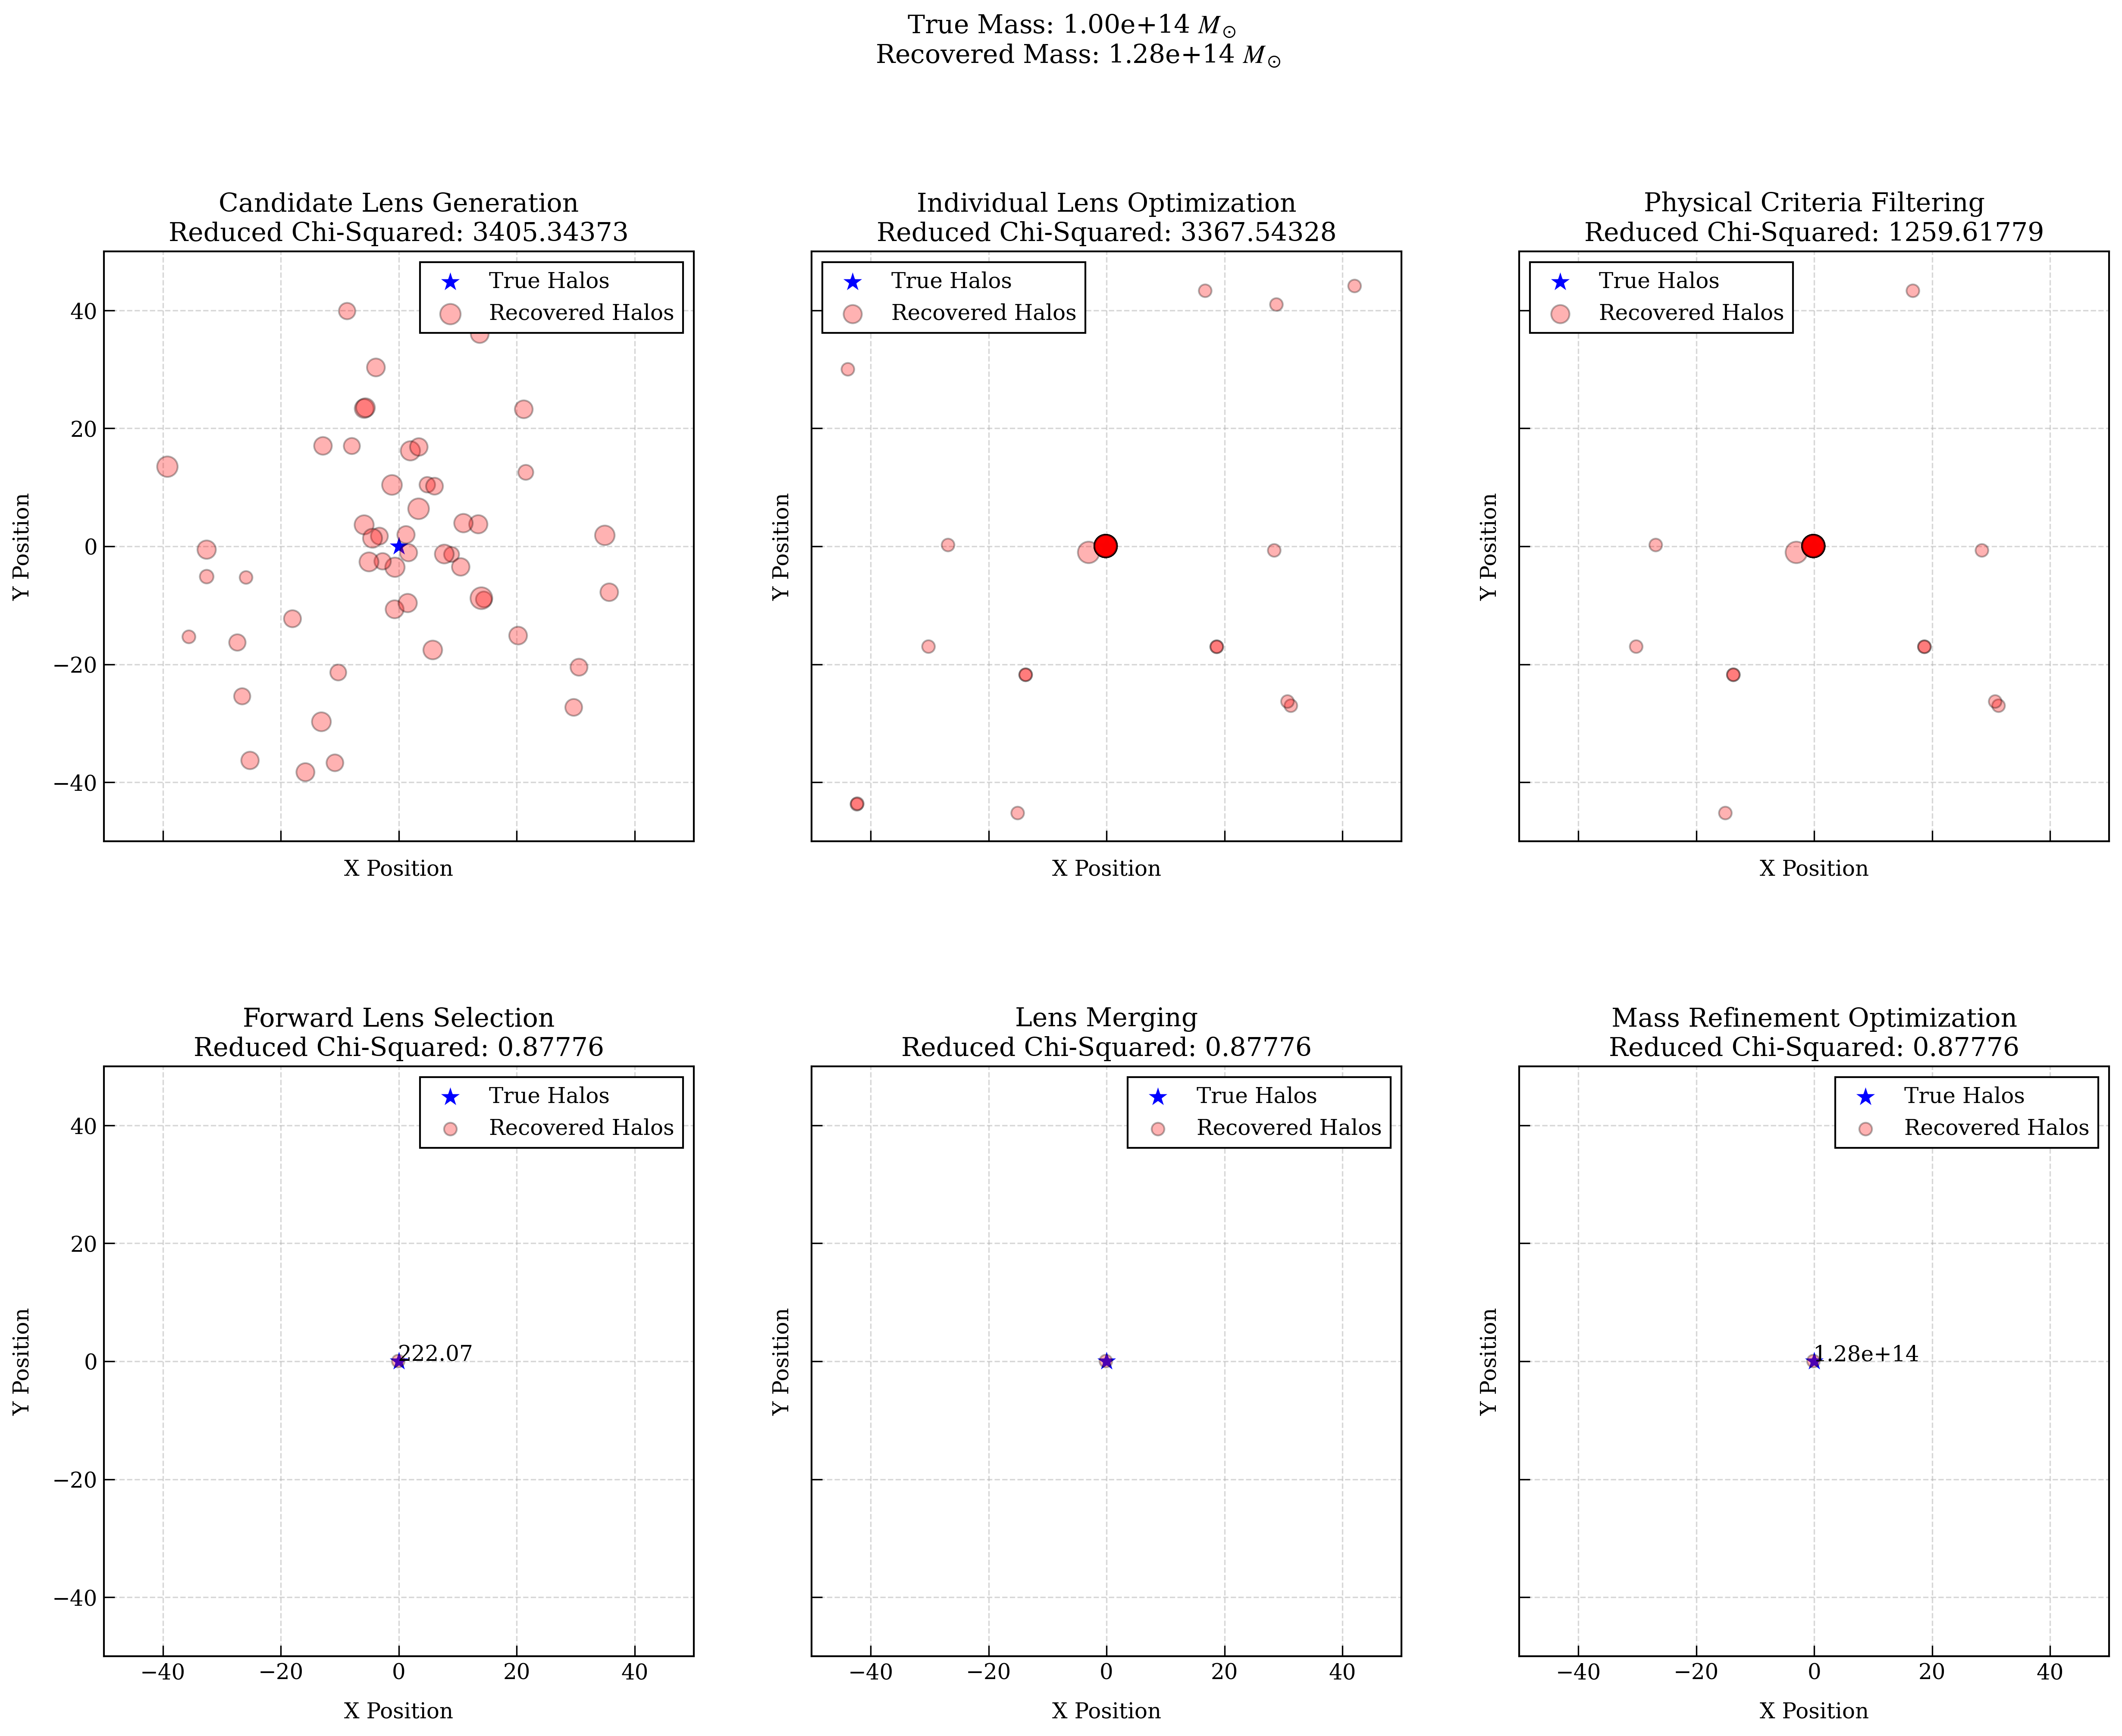 True Mass: 1.00e+14 M⊙
Recovered Mass: 1.28e+14 M⊙
Candidate Lens Generation
Reduced Chi-Squared: 3405.34373
True Halos
Recovered Halos
40
20
0
−20
−40
Y Position
X Position
Individual Lens Optimization
Reduced Chi-Squared: 3367.54328
True Halos
Recovered Halos
Y Position
X Position
Physical Criteria Filtering
Reduced Chi-Squared: 1259.61779
True Halos
Recovered Halos
Y Position
X Position
Forward Lens Selection
Reduced Chi-Squared: 0.87776
True Halos
Recovered Halos
222.07
40
20
0
−20
−40
Y Position
−40 −20 0 20 40
X Position
Lens Merging
Reduced Chi-Squared: 0.87776
True Halos
Recovered Halos
Y Position
−40 −20 0 20 40
X Position
Mass Refinement Optimization
Reduced Chi-Squared: 0.87776
True Halos
Recovered Halos
1.28e+14
Y Position
−40 −20 0 20 40
X Position